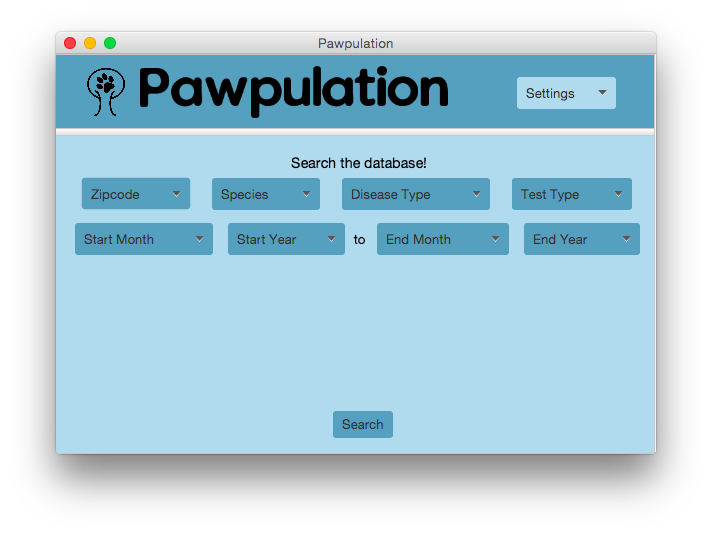 Pawpulation
Pawpulation
Settings
Search the database!
Zipcode Species Disease Type Test Type
Start Month Start Year to End Month End Year
Search